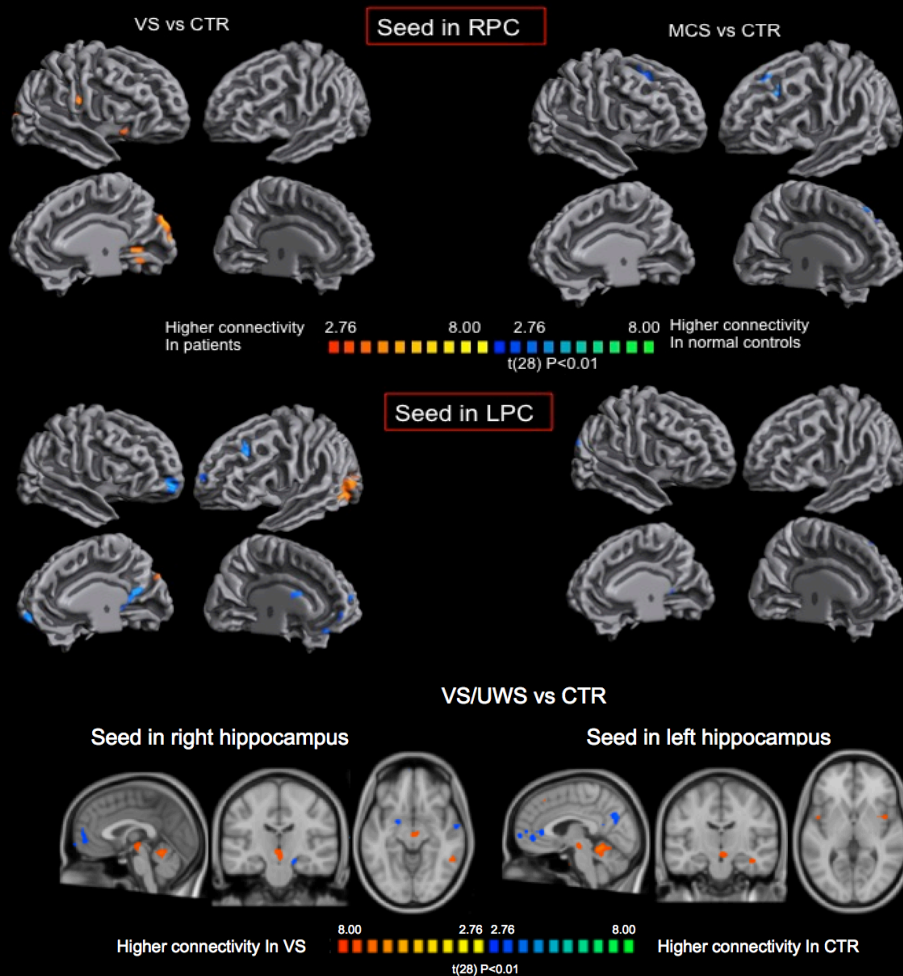 VS vs CTR
Seed in RPC
MCS vs CTR
Higher connectivity
In patients
2.76
8.00
2.76
8.00
Higher connectivity
In normal controls
t(28) P<0.01
Seed in LPC
VS/UWS vs CTR
Seed in right hippocampus
Seed in left hippocampus
Higher connectivity In VS
8.00
2.76
2.76
8.00
Higher connectivity In CTR
t(28) P<0.01